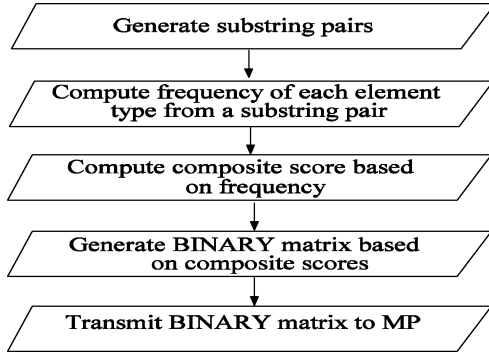 Generate substring pairs
Compute frequency of each element
type from a substring pair
Compute composite score based
on frequency
Generate BINARY matrix based
on composite scores
Transmit BINARY matrix to MP